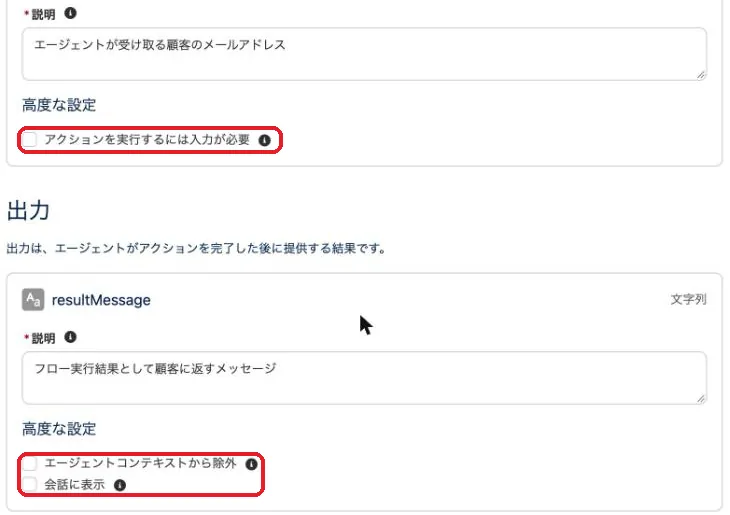 *説明
エージェントが受け取る顧客のメールアドレス
高度な設定
アクションを実行するには入力が必要
出力
出力は、エージェントがアクションを完了した後に提供する結果です。
Aa resultMessage 文字列
*説明
フロー実行結果として顧客に返すメッセージ
高度な設定
エージェントコンテキストから除外
会話に表示